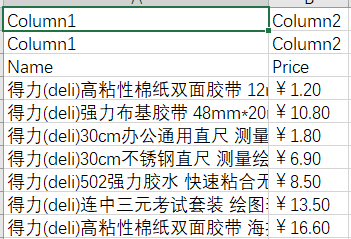 Column1 Column2
Column1 Column2
Name Price
得力(deli)高粘性棉纸双面胶带 12 ￥1.20
得力(deli)强力布基胶带 48mm*20 ￥10.80
得力(deli)30cm办公通用直尺 测量 ￥1.80
得力(deli)30cm不锈钢直尺 测量绘 ￥6.90
得力(deli)502强力胶水 快速粘合无 ￥8.50
得力(deli)连中三元考试套装 绘图 ￥13.50
得力(deli)高粘性棉纸双面胶带 海 ￥16.60